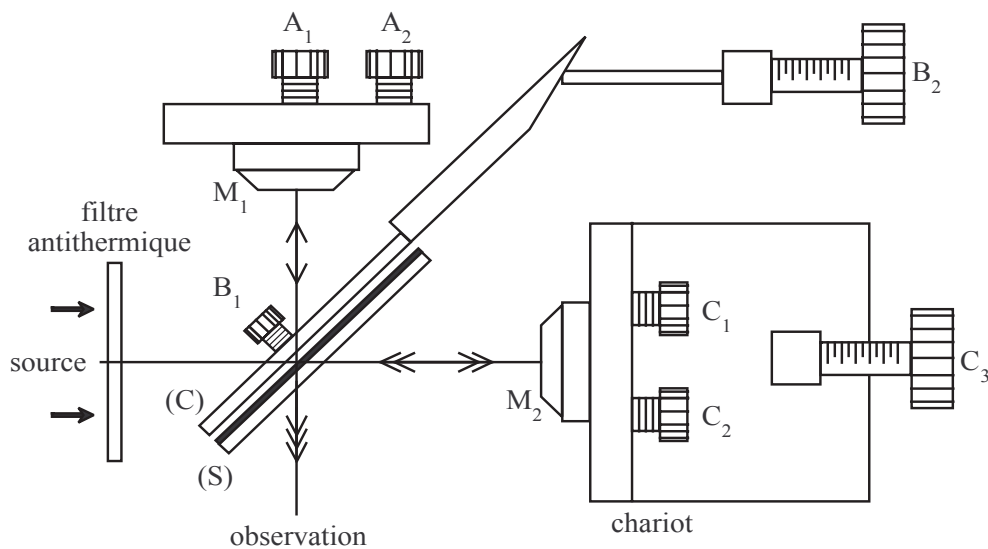 A1
A2
B2
M1
filtre
antithermique
B1
C1
source
C3
M2
(C)
C2
(S)
chariot
observation